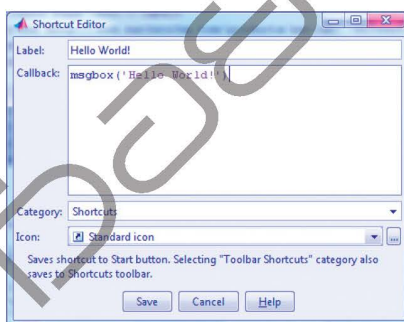 Shortcut Editor
Label: Hello World!
Callback: msgbox('Hello World!')
Category: Shortcuts
Icon: Standard icon ...
Saves shortcut to Start button. Selecting "Toolbar Shortcuts" category also
saves to Shortcuts toolbar.
Save Cancel Help